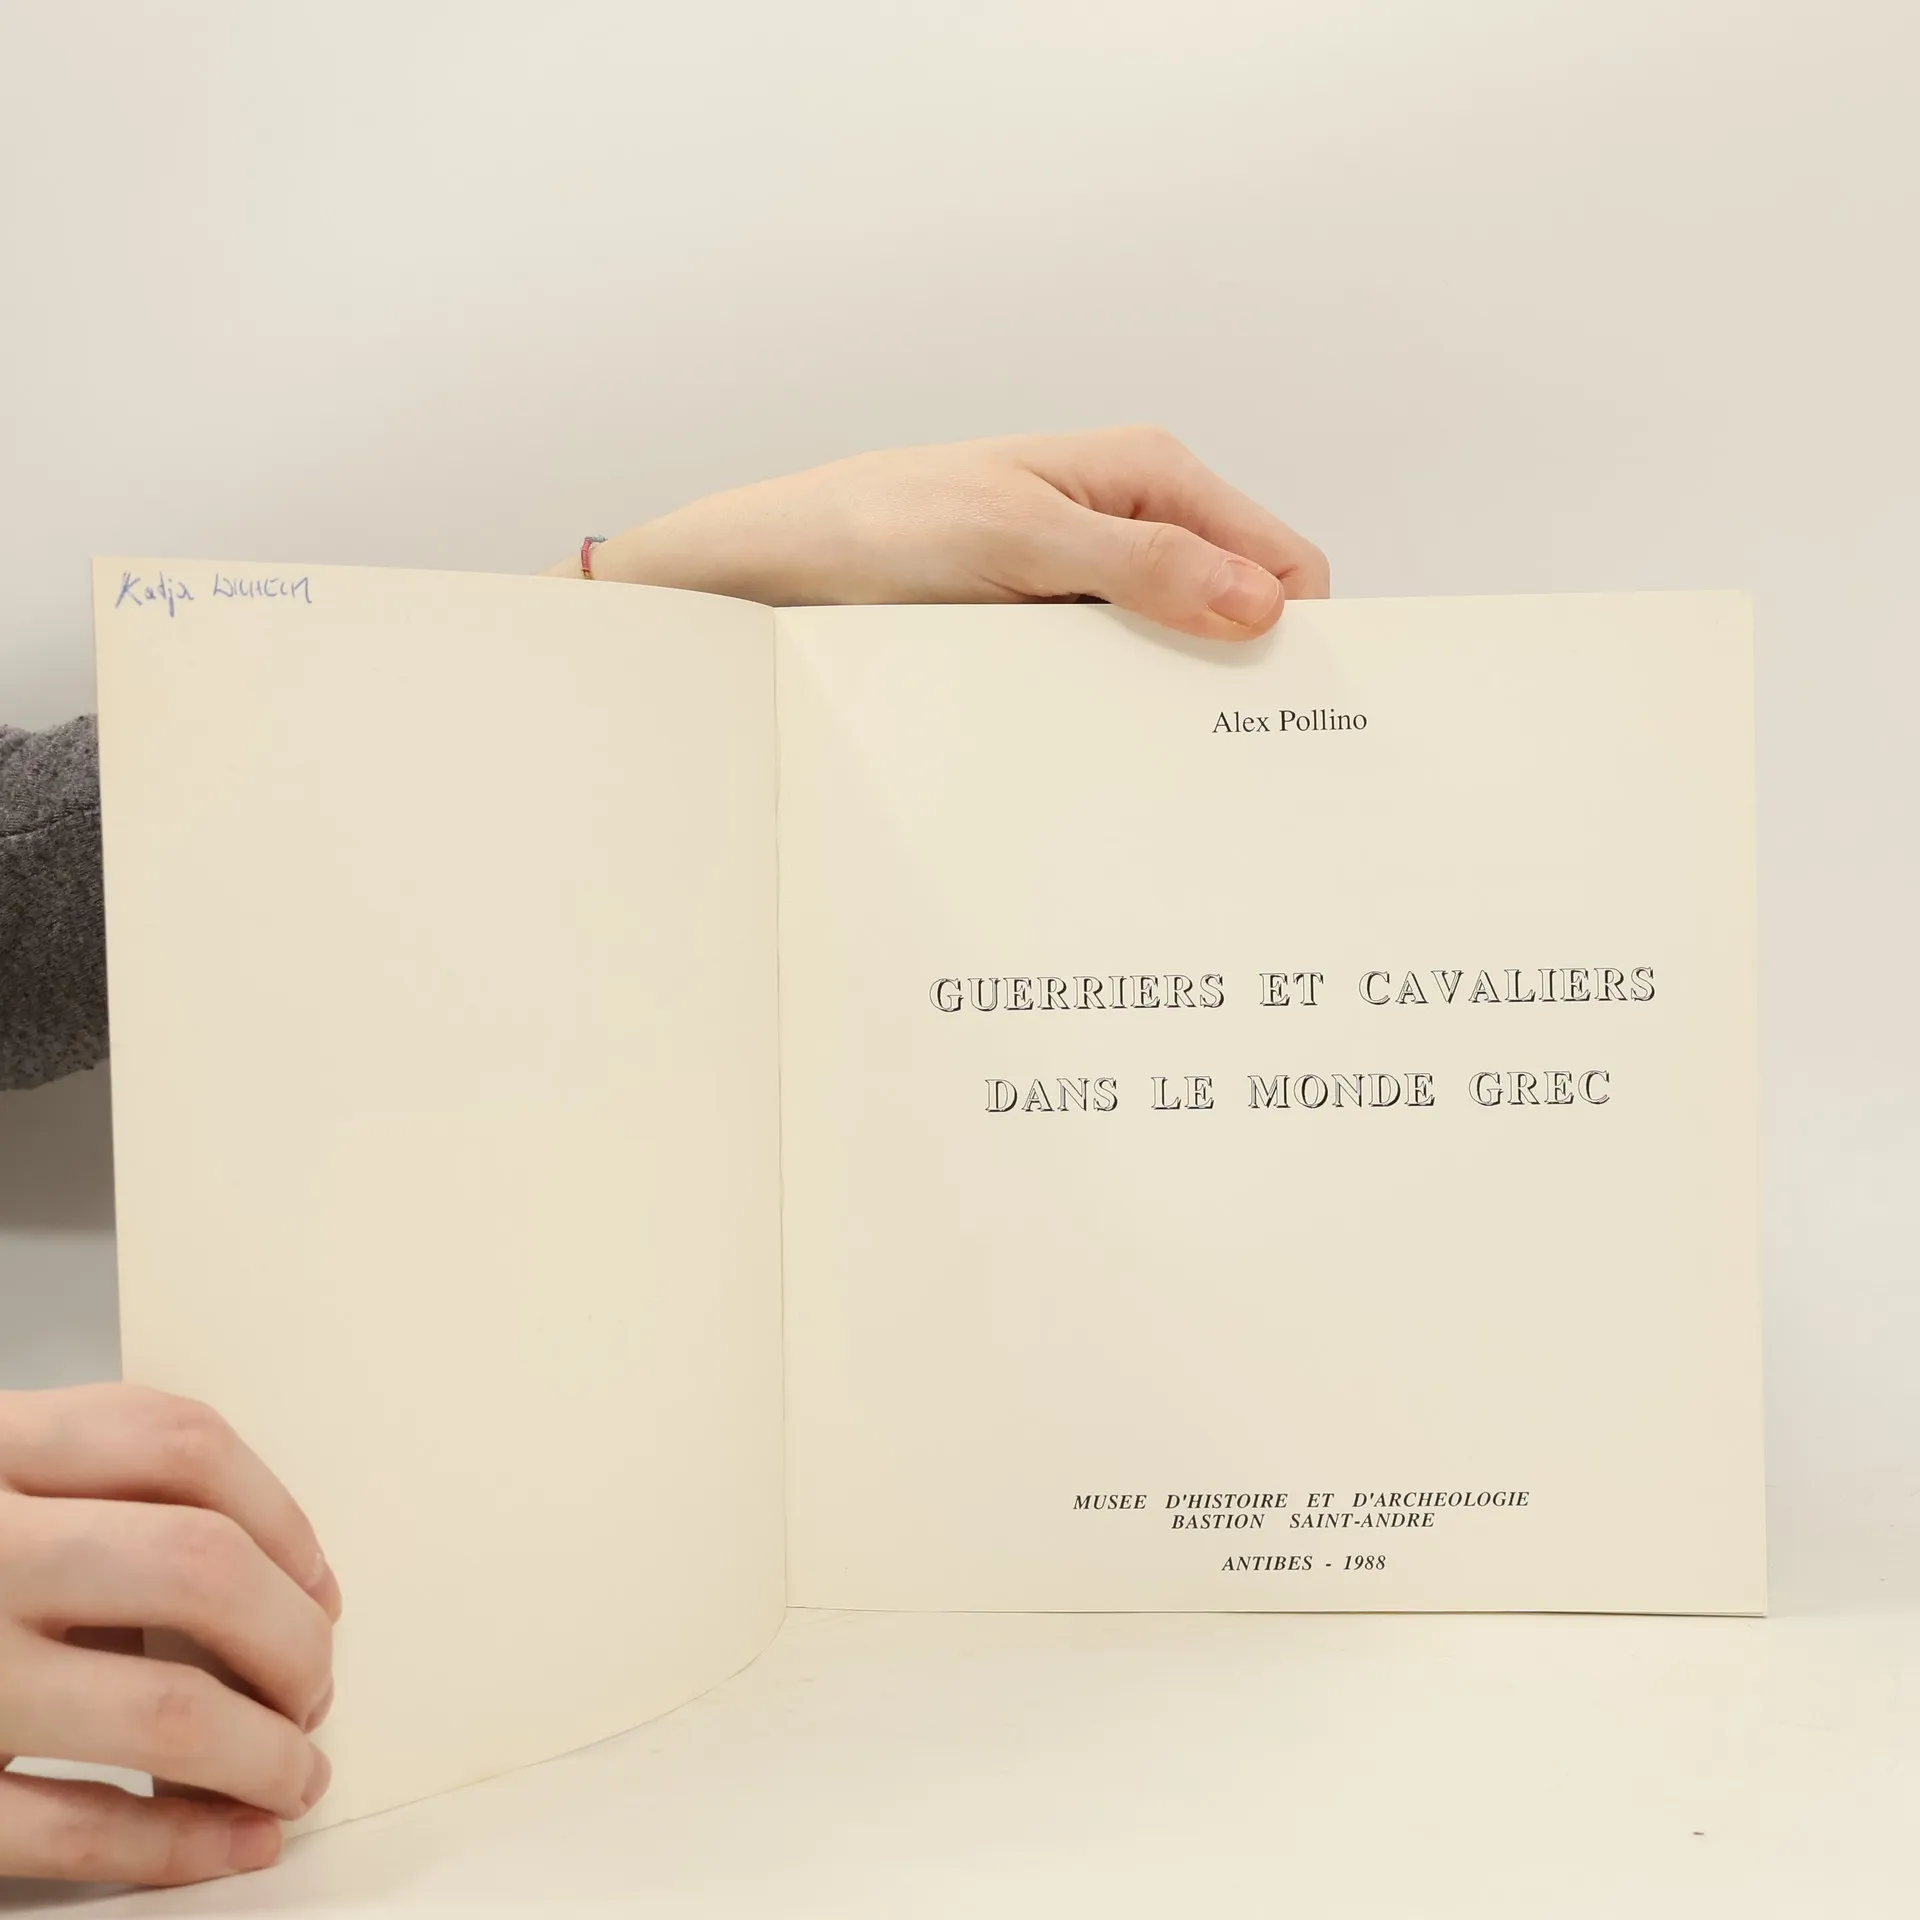 Katja WILHELM
Alex Pollino
GUERRIERS ET CAVALIERS
DANS LE MONDE GREC
MUSEE D'HISTOIRE ET D'ARCHEOLOGIE
BASTION SAINT-ANDRE
ANTIBES - 1988